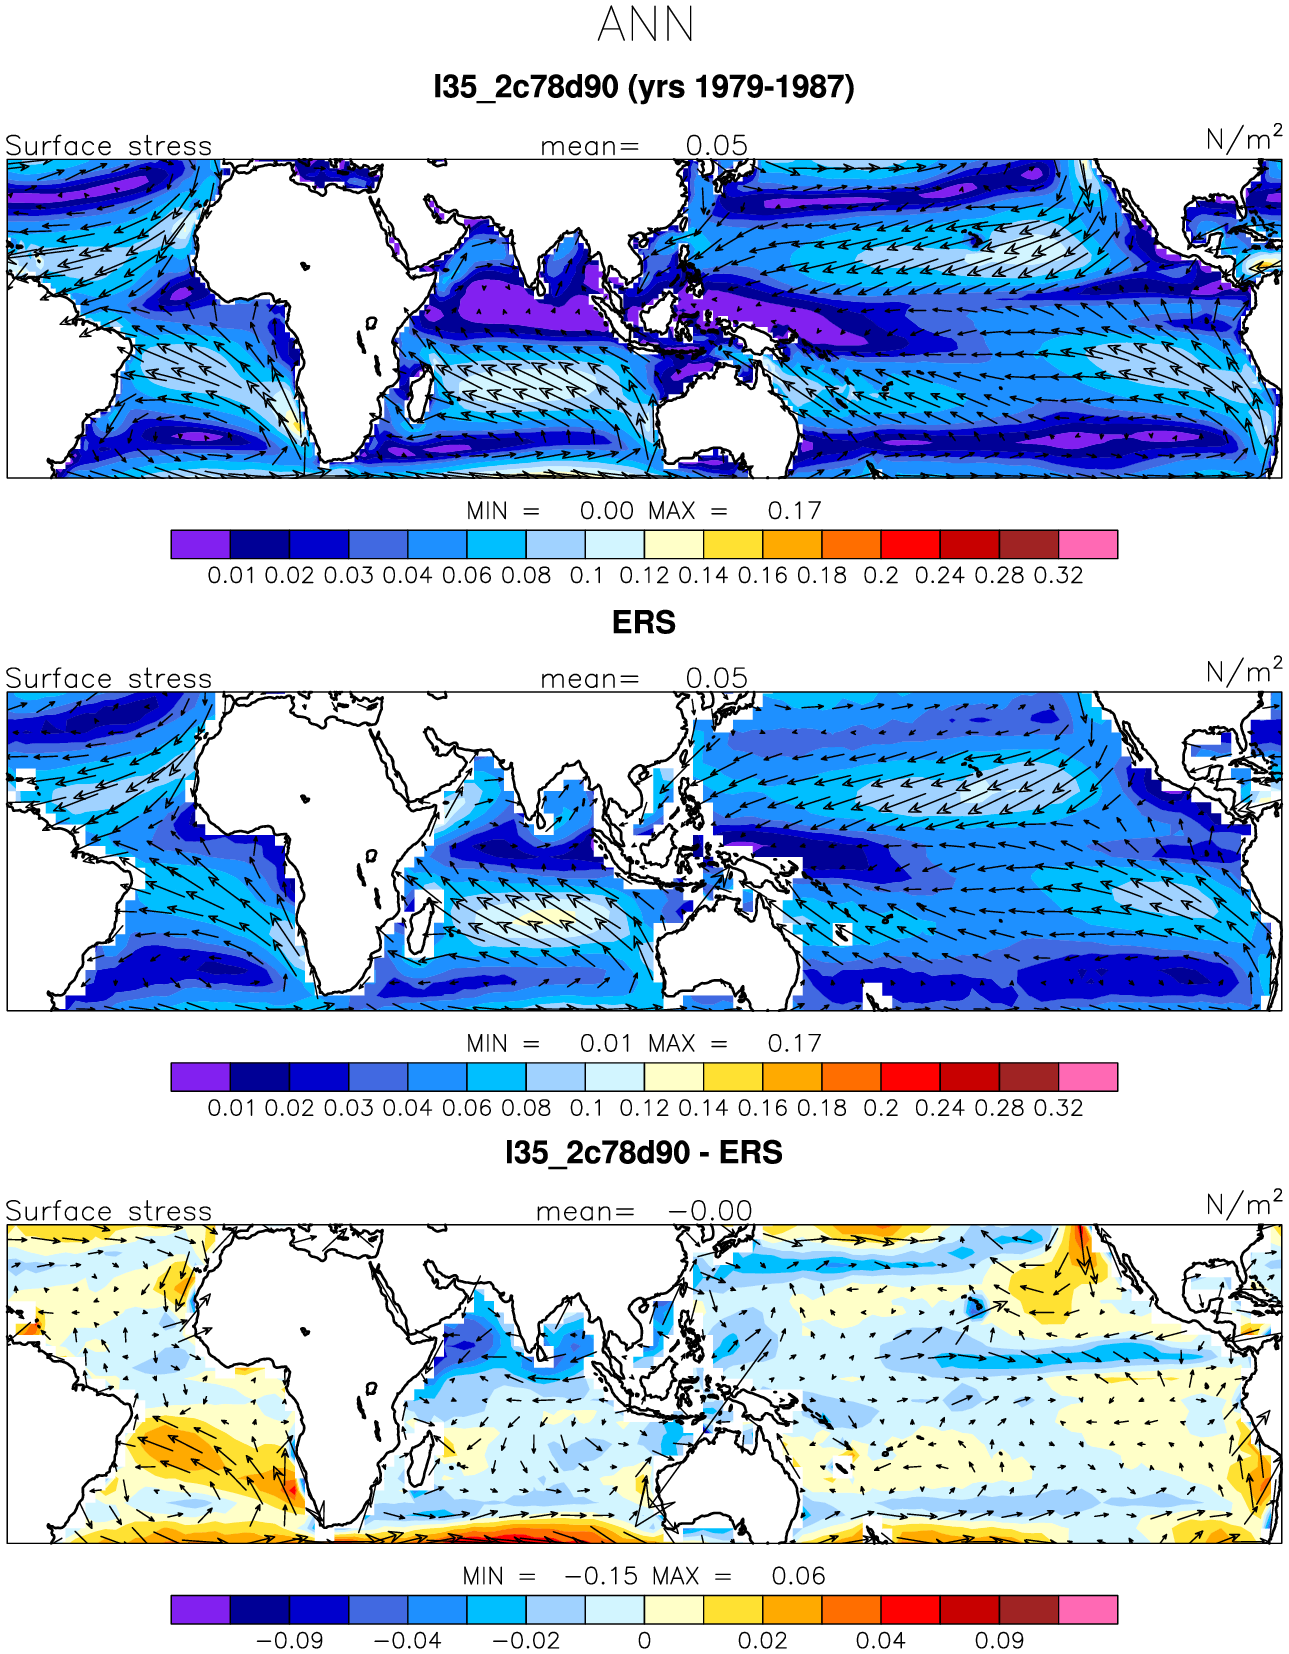 ANN
I35_2c78d90 (yrs 1979-1987)
Surface stress mean= 0.05 N/m²
MIN = 0.00 MAX = 0.17
0.01 0.02 0.03 0.04 0.06 0.08 0.1 0.12 0.14 0.16 0.18 0.2 0.24 0.28 0.32
ERS
Surface stress mean= 0.05 N/m²
MIN = 0.01 MAX = 0.17
0.01 0.02 0.03 0.04 0.06 0.08 0.1 0.12 0.14 0.16 0.18 0.2 0.24 0.28 0.32
I35_2c78d90 - ERS
Surface stress mean= −0.00 N/m²
MIN = −0.15 MAX = 0.06
−0.09 −0.04 −0.02 0 0.02 0.04 0.09